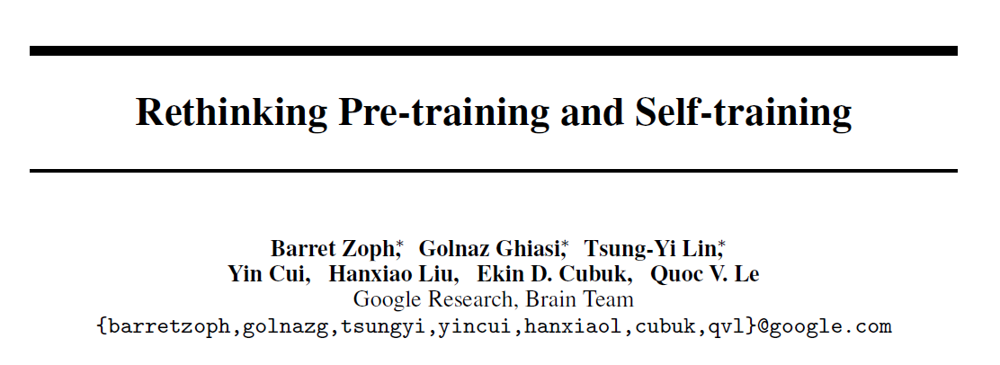 Rethinking Pre-training and Self-training
Barret Zoph,* Golnaz Ghiasi,* Tsung-Yi Lin,*
Yin Cui, Hanxiao Liu, Ekin D. Cubuk, Quoc V. Le
Google Research, Brain Team
{barretzoph,golnazg,tsungyi,yincui,hanxiaol,cubuk,qvl}@google.com